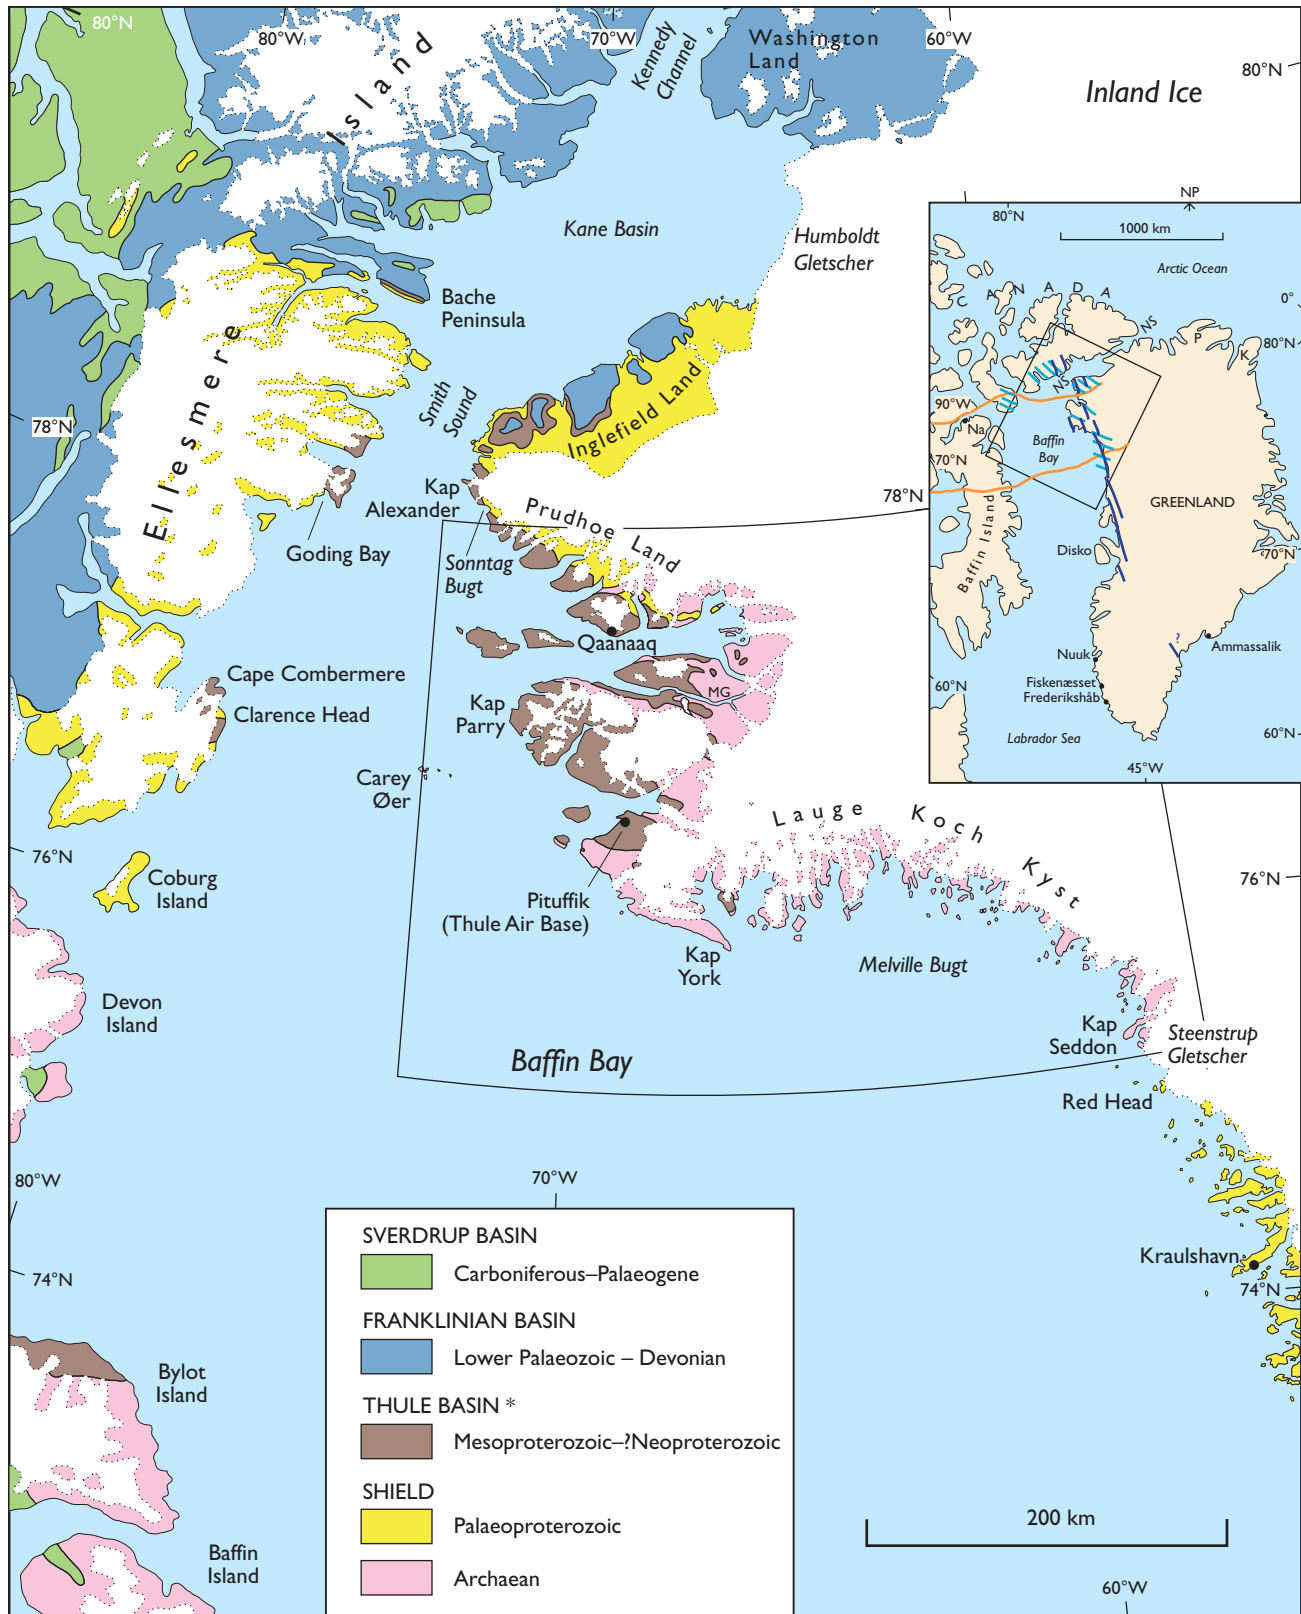 80°N
80°W
70°W
60°W
80°N
Kennedy
Channel
Washington
Land
Inland Ice
Island
Kane Basin
Humboldt
Gletscher
Bache
Peninsula
Ellesmere
Smith
Sound
Inglefield Land
78°N
78°N
Kap
Alexander
Prudhoe Land
Goding Bay
Sonntag
Bugt
Qaanaaq
MG
Cape Combermere
Clarence Head
Kap
Parry
Carey
Øer
Lauge Koch Kyst
76°N
76°N
Coburg
Island
Pituffik
(Thule Air Base)
Kap
York
Melville Bugt
Devon
Island
Kap
Seddon
Steenstrup
Gletscher
Baffin Bay
Red Head
80°W
70°W
Kraulshavn
74°N
74°N
Bylot
Island
Baffin
Island
200 km
60°W
SVERDRUP BASIN
Carboniferous–Palaeogene
FRANKLINIAN BASIN
Lower Palaeozoic – Devonian
THULE BASIN *
Mesoproterozoic–?Neoproterozoic
SHIELD
Palaeoproterozoic
Archaean
NP
80°N
1000 km
Arctic Ocean
CANADA
0°
NS
P
K
80°N
NS
90°W
Na
Baffin
Bay
70°N
GREENLAND
Baffin Island
Disko
70°N
?
Ammassalik
Nuuk
Fiskenæsset
Frederikshåb
60°N
Labrador Sea
60°N
45°W